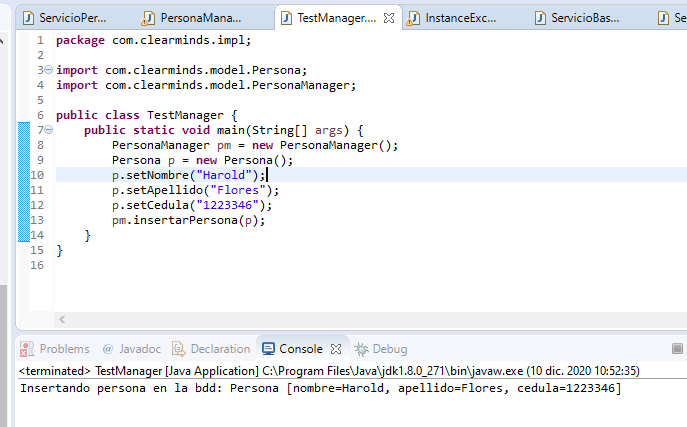 ServicioPer... PersonaMana... TestManager.... InstanceExc... ServicioBas... Se
1 package com.clearminds.impl;
2
3 import com.clearminds.model.Persona;
4 import com.clearminds.model.PersonaManager;
5
6 public class TestManager {
7 public static void main(String[] args) {
8 PersonaManager pm = new PersonaManager();
9 Persona p = new Persona();
10 p.setNombre("Harold");
11 p.setApellido("Flores");
12 p.setCedula("1223346");
13 pm.insertarPersona(p);
14 }
15 }
16
Problems @ Javadoc Declaration Console Debug
<terminated> TestManager [Java Application] C:\Program Files\Java\jdk1.8.0_271\bin\javaw.exe (10 dic. 2020 10:52:35)
Insertando persona en la bdd: Persona [nombre=Harold, apellido=Flores, cedula=1223346]